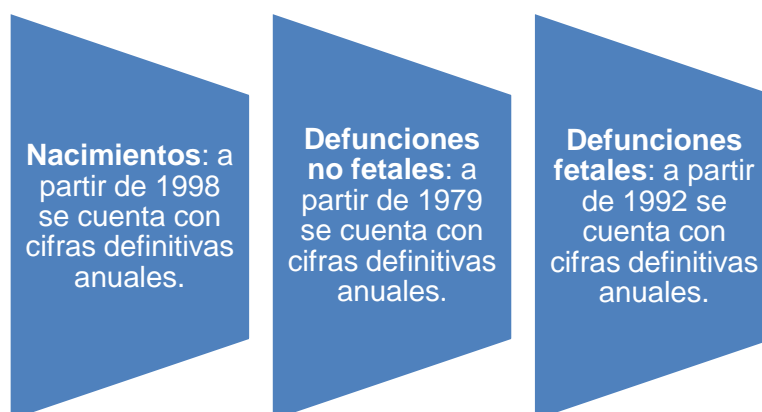 Nacimientos: a
partir de 1998
se cuenta con
cifras definitivas
anuales.
Defunciones
no fetales: a
partir de 1979
se cuenta con
cifras definitivas
anuales.
Defunciones
fetales: a partir
de 1992 se
cuenta con
cifras definitivas
anuales.